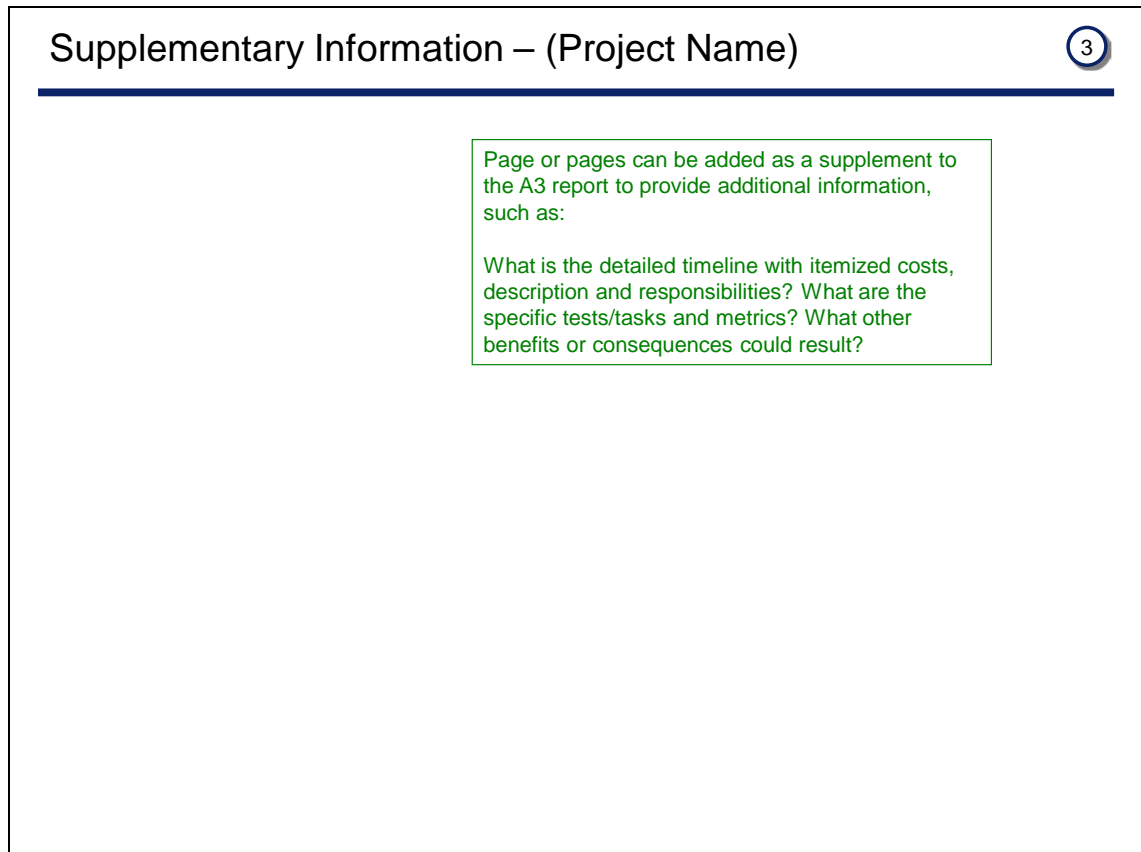 Supplementary Information – (Project Name)
3
Page or pages can be added as a supplement to
the A3 report to provide additional information,
such as:
What is the detailed timeline with itemized costs,
description and responsibilities? What are the
specific tests/tasks and metrics? What other
benefits or consequences could result?